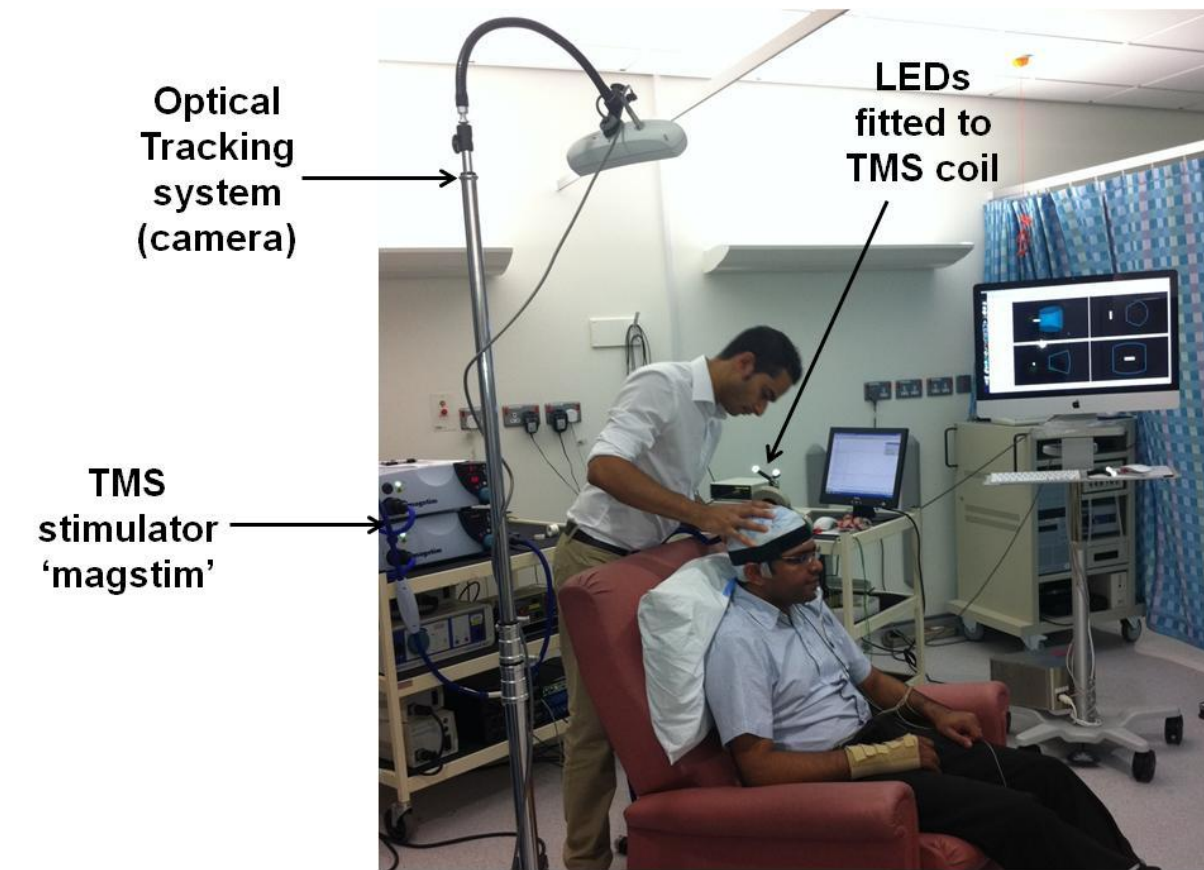 Optical
Tracking
system
(camera)
LEDs
fitted to
TMS coil
TMS
stimulator
‘magstim’